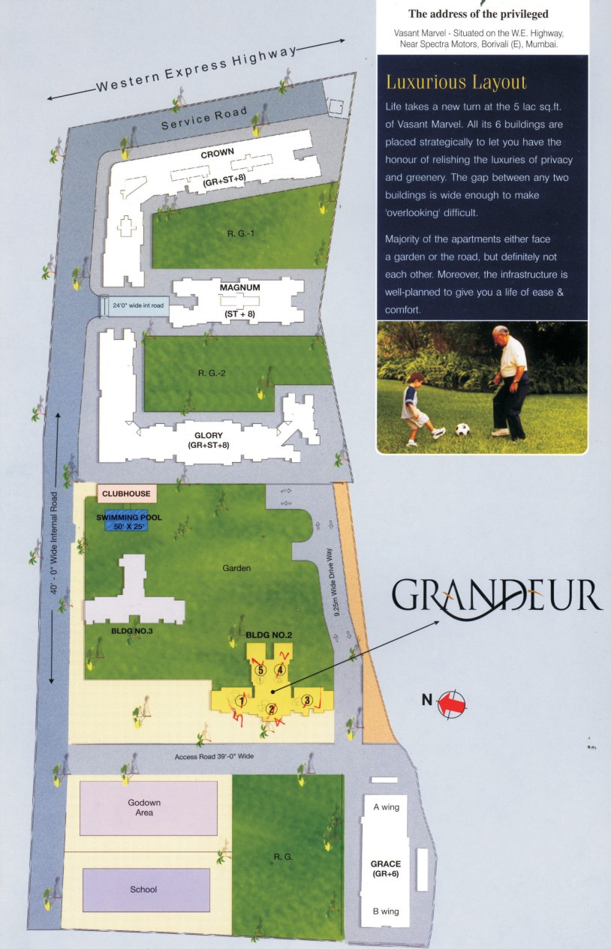 The address of the privileged
Vasant Marvel - Situated on the W.E. Highway,
Near Spectra Motors, Borivali (E), Mumbai.
Luxurious Layout
Life takes a new turn at the 5 lac sq.ft.
of Vasant Marvel. All its 6 buildings are
placed strategically to let you have the
honour of relishing the luxuries of privacy
and greenery. The gap between any two
buildings is wide enough to make
'overlooking' difficult.
Majority of the apartments either face
a garden or the road, but definitely not
each other. Moreover, the infrastructure is
well-planned to give you a life of ease &
comfort.
Western Express Highway
Service Road
CROWN
(GR+ST+8)
R. G.-1
MAGNUM
(ST + 8)
24'0" wide int road
R. G.-2
GLORY
(GR+ST+8)
40' - 0" Wide Internal Road
CLUBHOUSE
SWIMMING POOL
50' X 25'
Garden
9.25m Wide Drive Way
BLDG NO.3
BLDG NO.2
5
4
1
2
3
GRANDEUR
N
Access Road 39'-0" Wide
Godown
Area
School
R. G.
A wing
GRACE
(GR+6)
B wing